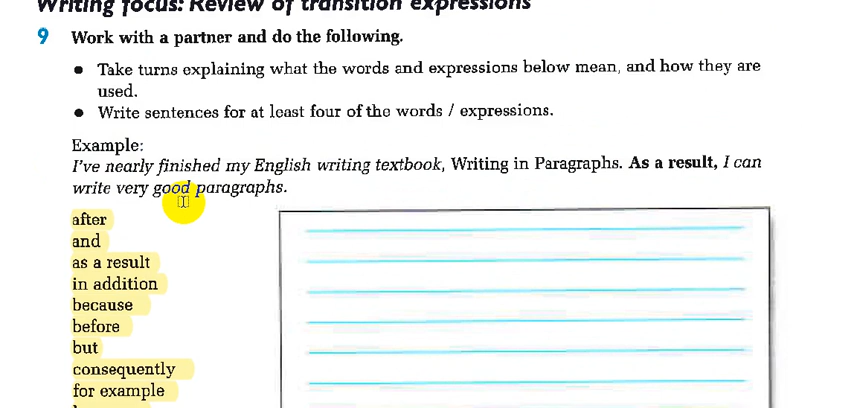 Writing focus: Review of transition expressions
9 Work with a partner and do the following.
• Take turns explaining what the words and expressions below mean, and how they are
used.
• Write sentences for at least four of the words / expressions.
Example:
I've nearly finished my English writing textbook, Writing in Paragraphs. As a result, I can
write very good paragraphs.
after
and
as a result
in addition
because
before
but
consequently
for example